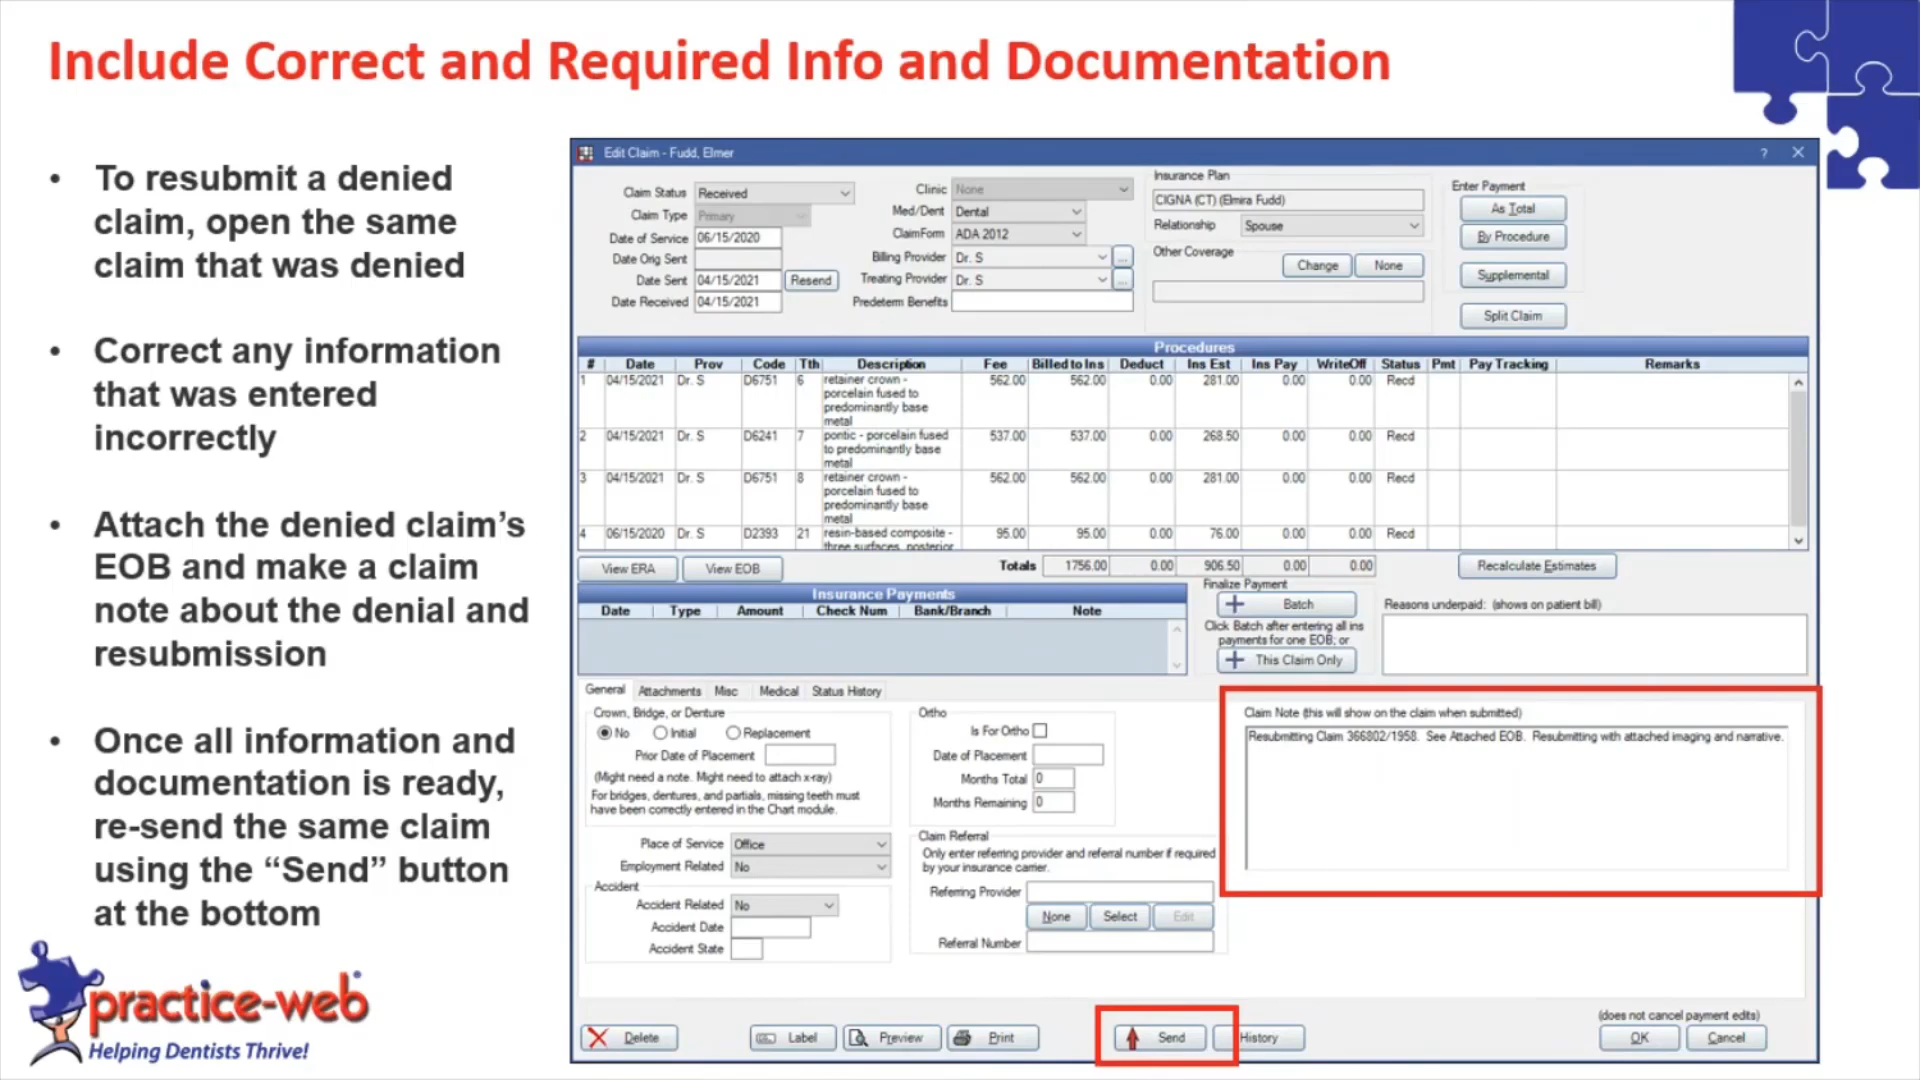 Include Correct and Required Info and Documentation
• To resubmit a denied
claim, open the same
claim that was denied
• Correct any information
that was entered
incorrectly
• Attach the denied claim’s
EOB and make a claim
note about the denial and
resubmission
• Once all information and
documentation is ready,
re-send the same claim
using the “Send” button
at the bottom
practice-web
Helping Dentists Thrive!
Edit Claim - Fudd, Elmer
Claim Status Received
Claim Type Primary
Date of Service 06/15/2020
Date Orig Sent
Date Sent 04/15/2021 Resend
Date Received 04/15/2021
Clinic None
Med/Dent Dental
ClaimForm ADA 2012
Billing Provider Dr. S ...
Treating Provider Dr. S ...
Predeterm Benefits
Insurance Plan
CIGNA (CT) (Elmira Fudd)
Relationship Spouse
Other Coverage
Change None
Enter Payment
As Total
By Procedure
Supplemental
Split Claim
Procedures
# Date Prov Code Tth Description Fee Billed to Ins Deduct Ins Est Ins Pay WriteOff Status Pmt Pay Tracking Remarks
1 04/15/2021 Dr. S D6751 6 retainer crown - 562.00 562.00 0.00 281.00 0.00 0.00 Recd
porcelain fused to
predominantly base
metal
2 04/15/2021 Dr. S D6241 7 pontic - porcelain fused 537.00 537.00 0.00 268.50 0.00 0.00 Recd
to predominantly base
metal
3 04/15/2021 Dr. S D6751 8 retainer crown - 562.00 562.00 0.00 281.00 0.00 0.00 Recd
porcelain fused to
predominantly base
metal
4 06/15/2020 Dr. S D2393 21 resin-based composite - 95.00 95.00 0.00 76.00 0.00 0.00 Recd
three surfaces, posterior
View ERA View EOB Totals 1756.00 0.00 906.50 0.00 0.00 Recalculate Estimates
Insurance Payments
Date Type Amount Check Num Bank/Branch Note
Finalize Payment
Batch
Click Batch after entering all ins
payments for one EOB; or
This Claim Only
Reasons underpaid: (shows on patient bill)
General Attachments Misc Medical Status History
Crown, Bridge, or Denture
No Initial Replacement
Prior Date of Placement
(Might need a note. Might need to attach x-ray)
For bridges, dentures, and partials, missing teeth must
have been correctly entered in the Chart module.
Place of Service Office
Employment Related No
Accident
Accident Related No
Accident Date
Accident State
Ortho
Is For Ortho
Date of Placement
Months Total 0
Months Remaining 0
Claim Referral
Only enter referring provider and referral number if required
by your insurance carrier.
Referring Provider
None Select Edit
Referral Number
Claim Note (this will show on the claim when submitted)
Resubmitting Claim 366802/1958. See Attached EOB. Resubmitting with attached imaging and narrative.
(does not cancel payment edits)
Delete Label Preview Print Send History OK Cancel